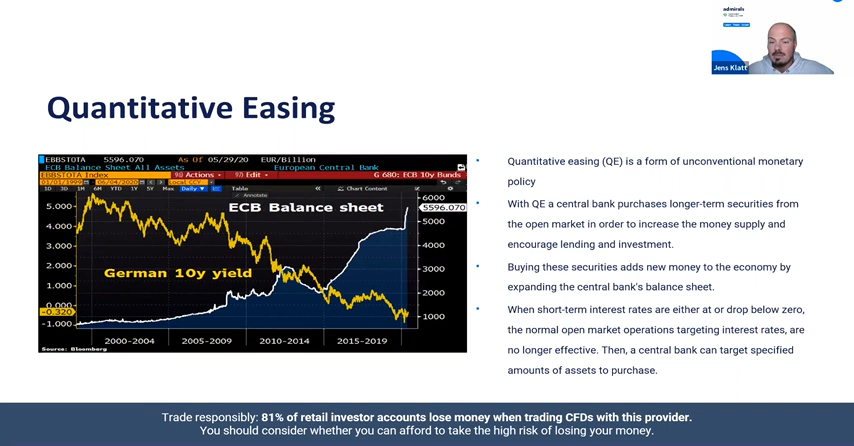 admirals
Jens Klatt
Quantitative Easing
EBBSTOTA 5596.070 As Of 05/29/20 EUR/Billion
ECB Balance Sheet All Assets European Central Bank
EBBSTOTA Index Actions Edit G 680: ECB 10y Bunds
01/01/1999 06/04/2020 Local CCY
1D 3D 1M 6M YTD 1Y 5Y Max Daily Table Chart Content
Annotate
ECB Balance sheet
German 10y yield
5.000
4.000
3.000
2.000
1.000
0.000
-0.320
-1.000
6000
5596.070
5000
4000
3000
2000
1000
2000-2004 2005-2009 2010-2014 2015-2019
Source: Bloomberg
• Quantitative easing (QE) is a form of unconventional monetary
policy
• With QE a central bank purchases longer-term securities from
the open market in order to increase the money supply and
encourage lending and investment.
• Buying these securities adds new money to the economy by
expanding the central bank's balance sheet.
• When short-term interest rates are either at or drop below zero,
the normal open market operations targeting interest rates, are
no longer effective. Then, a central bank can target specified
amounts of assets to purchase.
Trade responsibly: 81% of retail investor accounts lose money when trading CFDs with this provider.
You should consider whether you can afford to take the high risk of losing your money.